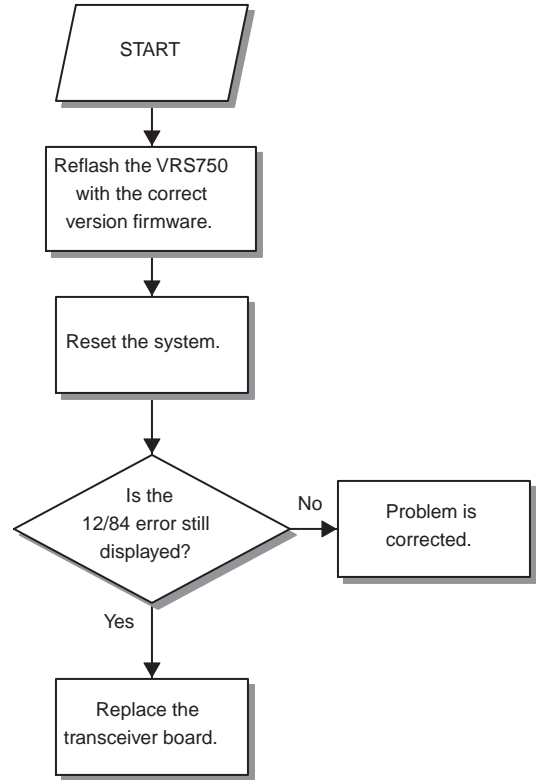 START
Reflash the VRS750
with the correct
version firmware.
Reset the system.
Is the
12/84 error still
displayed?
No
Problem is
corrected.
Yes
Replace the
transceiver board.